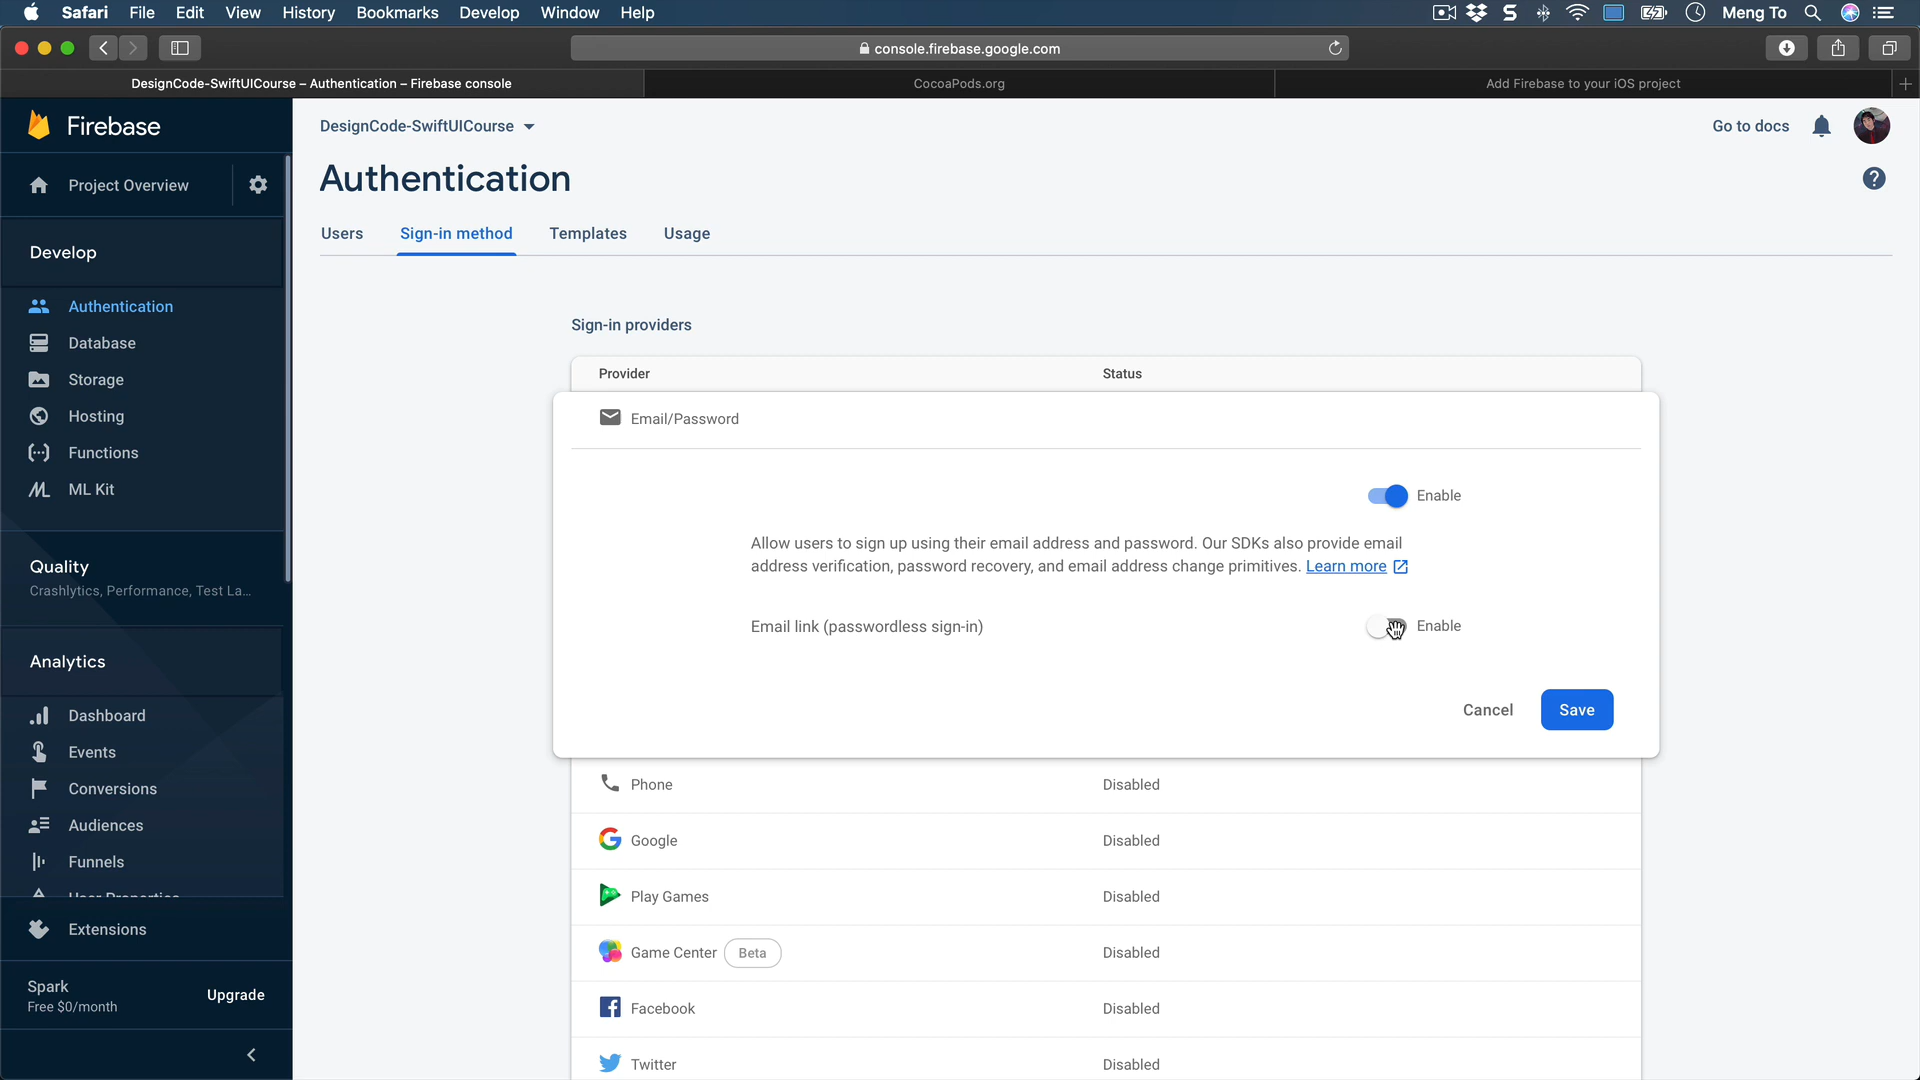 Safari File Edit View History Bookmarks Develop Window Help Meng To
console.firebase.google.com
DesignCode-SwiftUICourse – Authentication – Firebase console
CocoaPods.org
Add Firebase to your iOS project
Firebase
DesignCode-SwiftUICourse
Go to docs
Authentication
Project Overview
Users Sign-in method Templates Usage
Develop
Authentication
Database
Storage
Hosting
Functions
ML Kit
Quality
Crashlytics, Performance, Test La...
Analytics
Dashboard
Events
Conversions
Audiences
Funnels
Extensions
Spark
Free $0/month
Upgrade
Sign-in providers
Provider Status
Email/Password
Enable
Allow users to sign up using their email address and password. Our SDKs also provide email
address verification, password recovery, and email address change primitives. Learn more
Email link (passwordless sign-in) Enable
Cancel Save
Phone Disabled
Google Disabled
Play Games Disabled
Game Center Beta Disabled
Facebook Disabled
Twitter Disabled